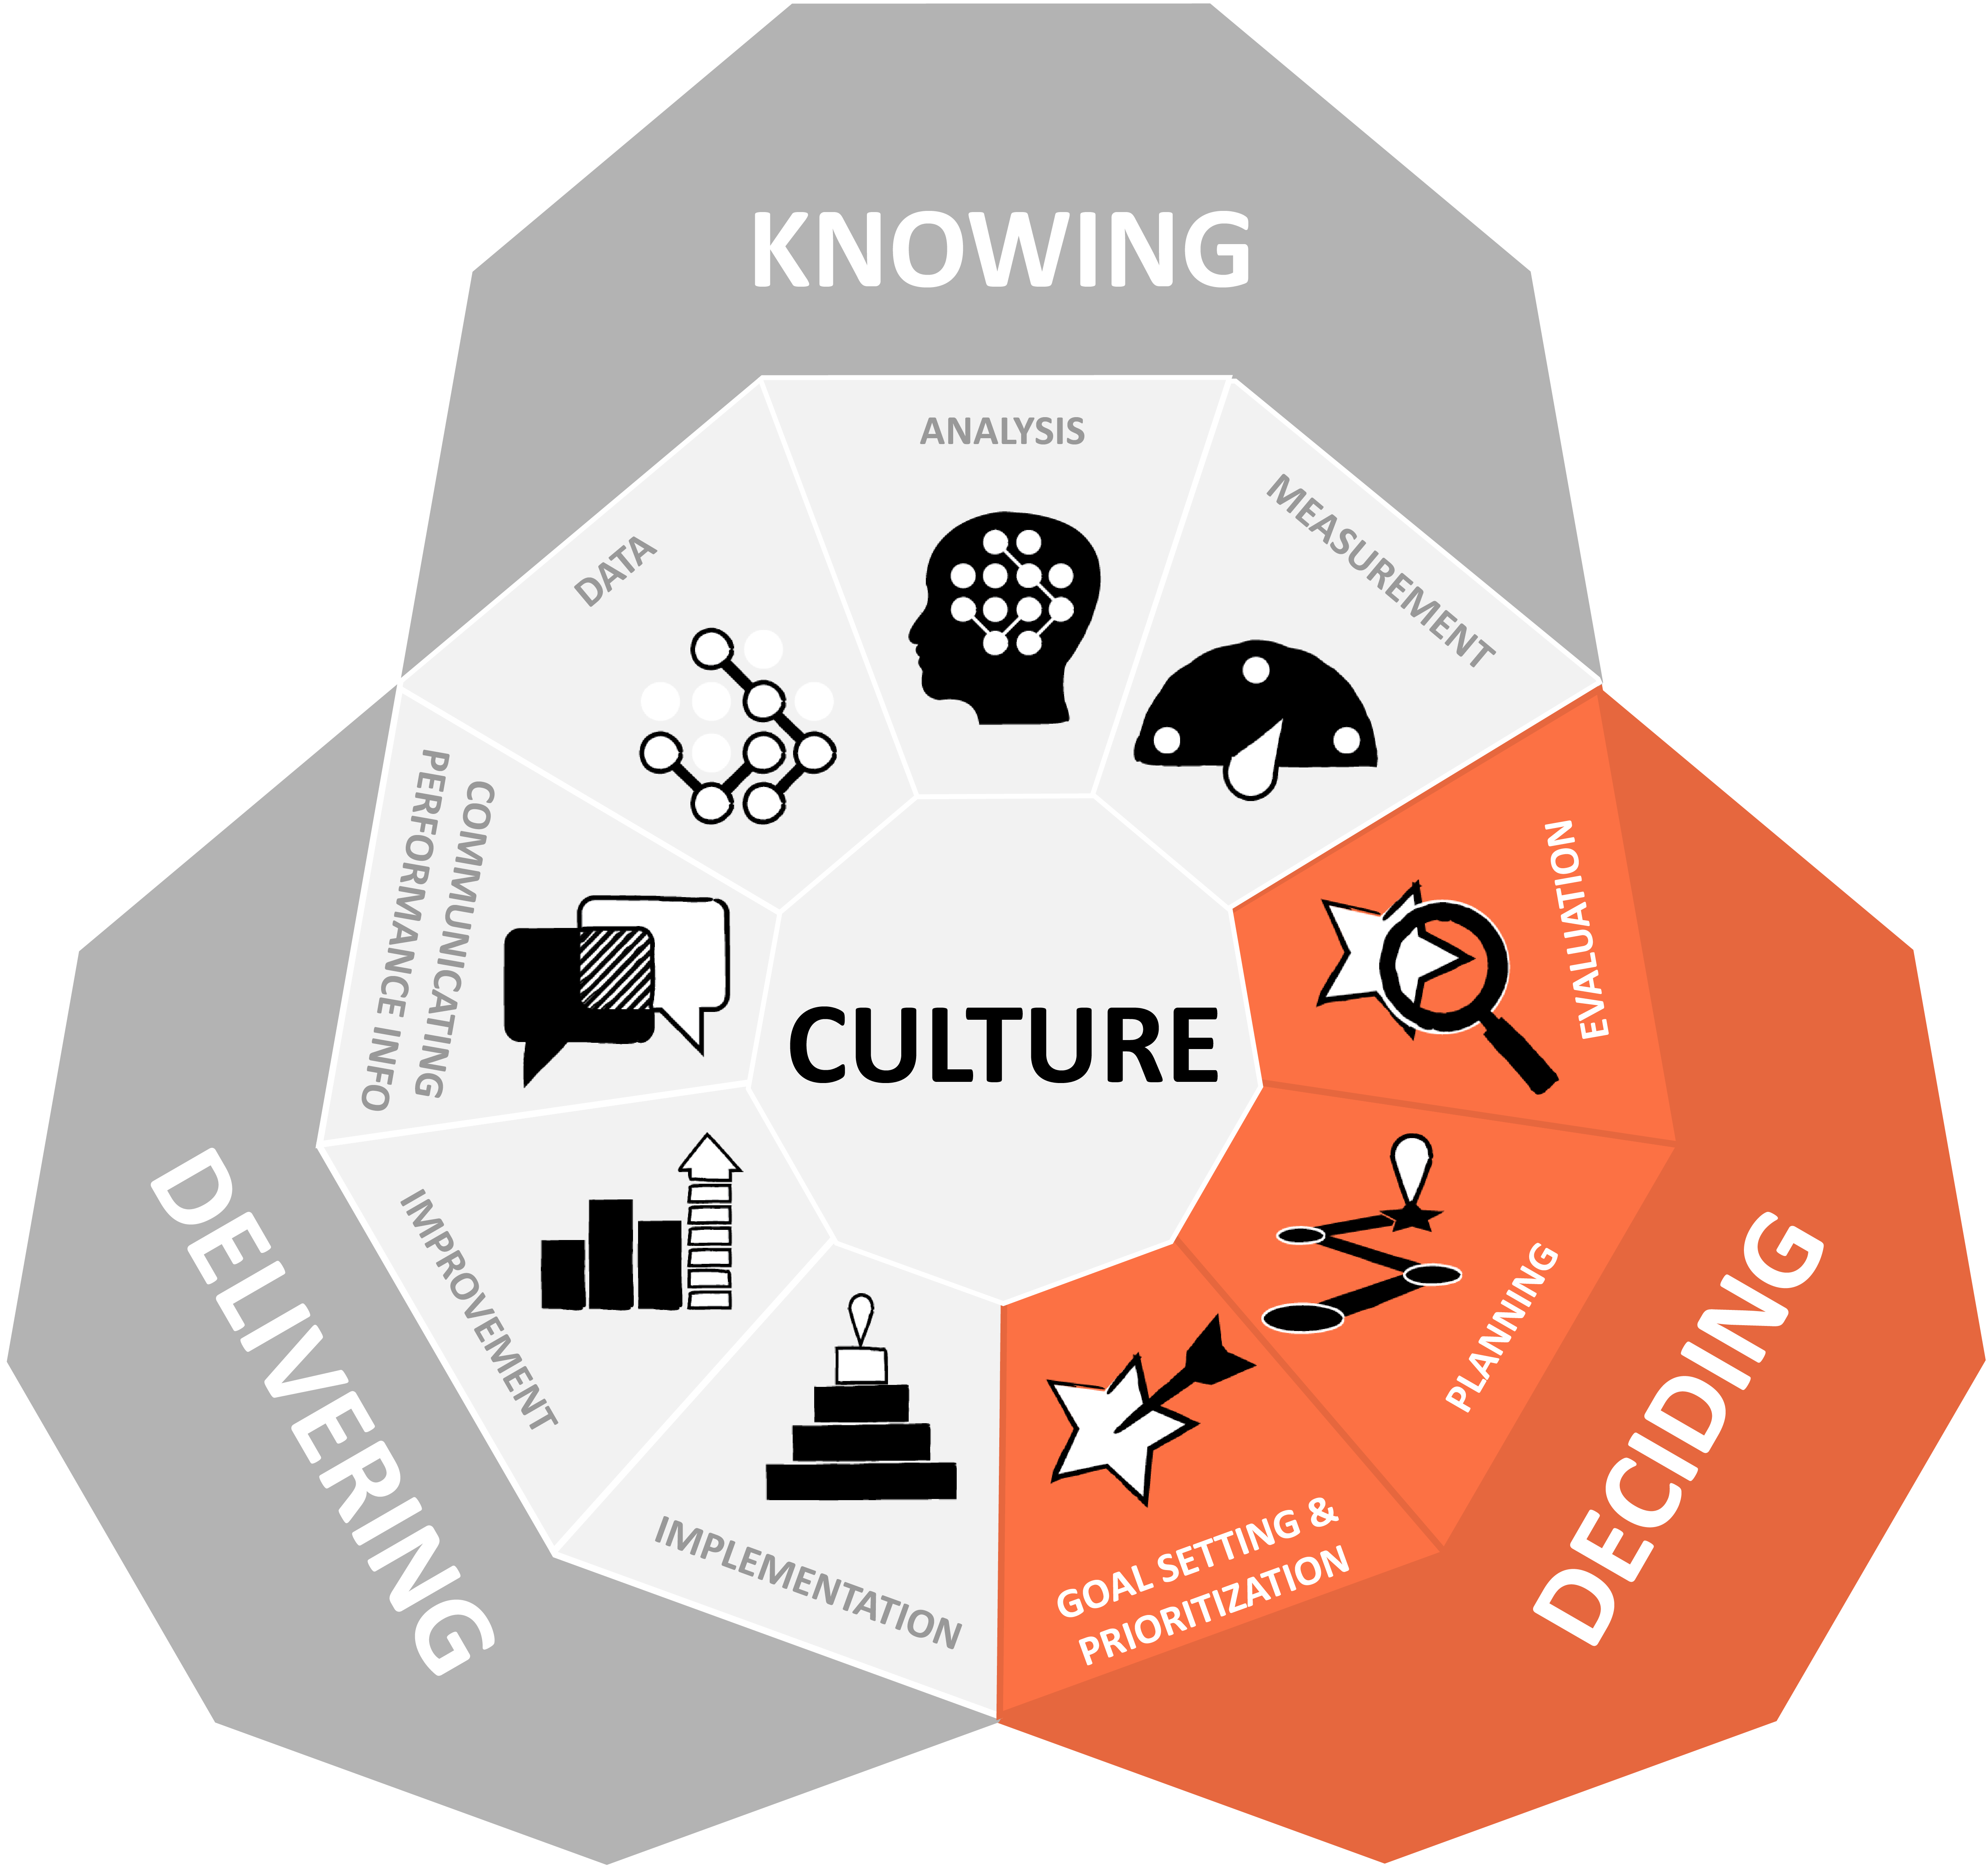 KNOWING
ANALYSIS
MEASUREMENT
DATA
EVALUATION
COMMUNICATING
PERFORMANCE INFO
CULTURE
PLANNING
IMPROVEMENT
DELIVERING
DECIDING
GOAL SETTING &
PRIORITIZATION
IMPLEMENTATION